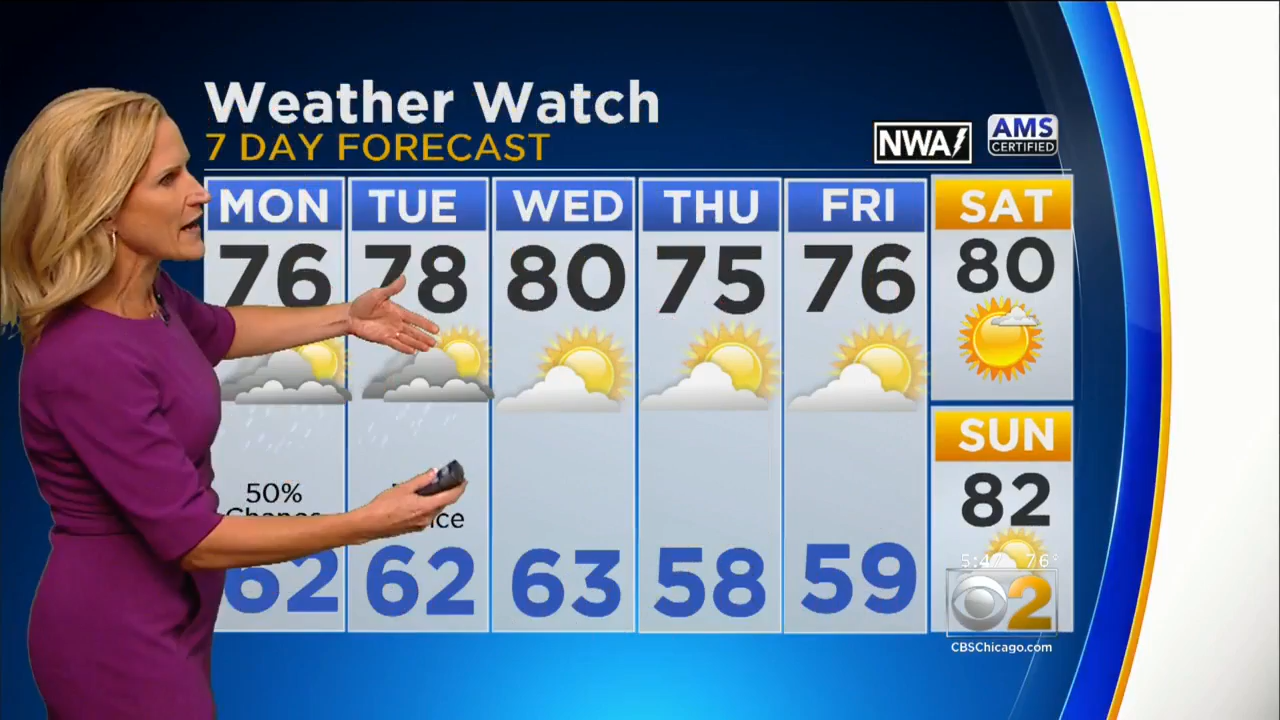 Weather Watch
7 DAY FORECAST
NWA
AMS
CERTIFIED
MON TUE WED THU FRI SAT
76 78 80 75 76 80
SUN
82
50%
62 62 63 58 59
76°
2
CBSChicago.com